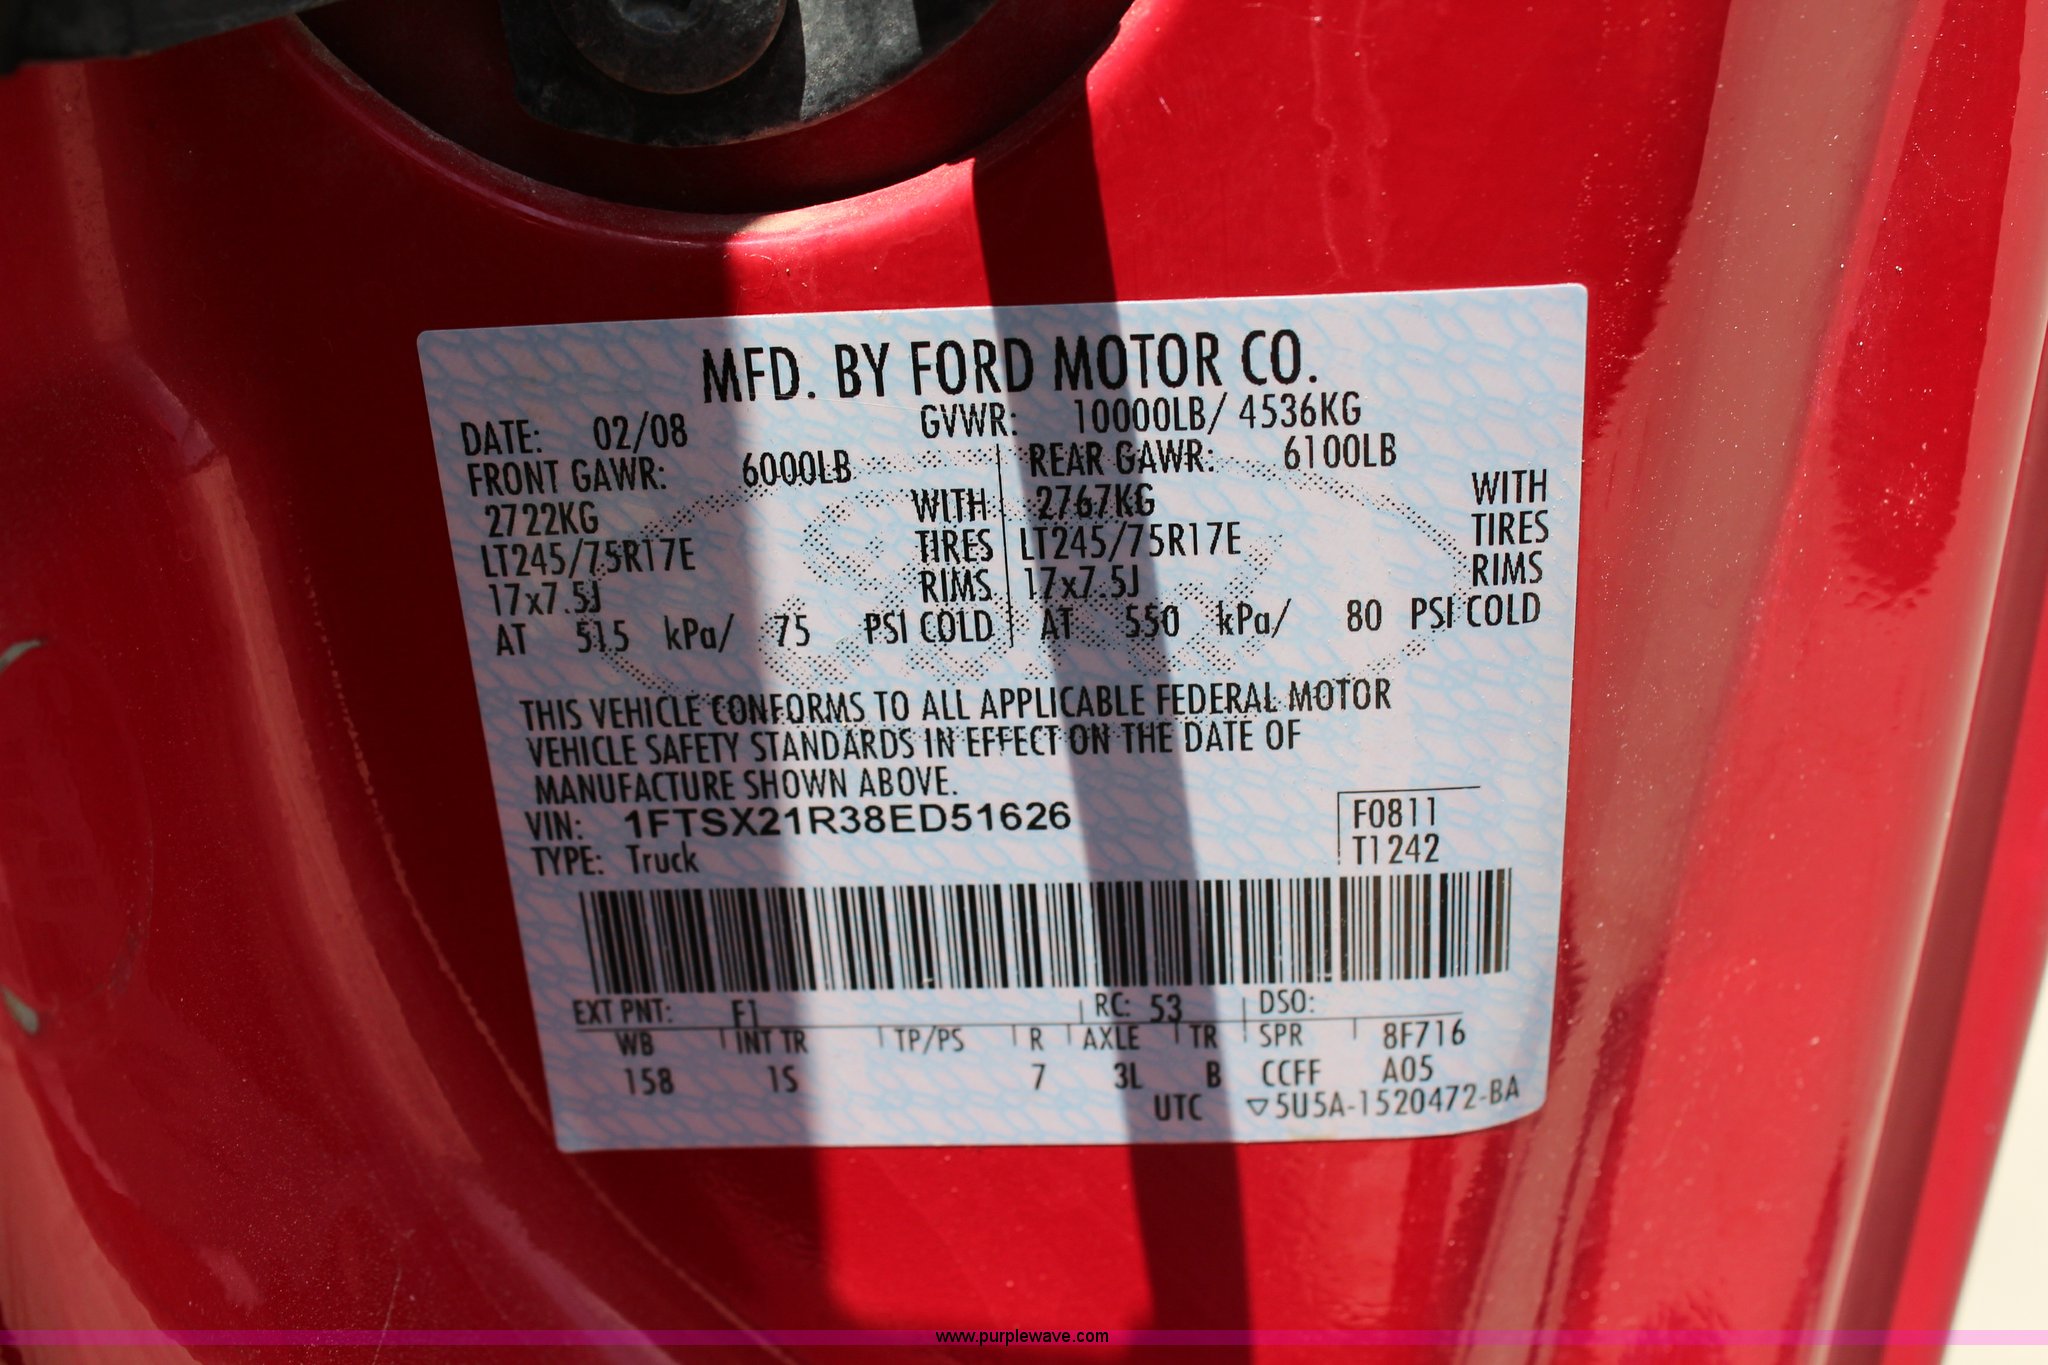 MFD. BY FORD MOTOR CO.
DATE: 02/08 GVWR: 10000LB/ 4536KG
FRONT GAWR: 6000LB REAR GAWR: 6100LB
2722KG WITH 2767KG WITH
LT245/75R17E TIRES LT245/75R17E TIRES
17x7.5J RIMS 17x7.5J RIMS
AT 515 kPa/ 75 PSI COLD AT 550 kPa/ 80 PSI COLD
THIS VEHICLE CONFORMS TO ALL APPLICABLE FEDERAL MOTOR
VEHICLE SAFETY STANDARDS IN EFFECT ON THE DATE OF
MANUFACTURE SHOWN ABOVE.
VIN: 1FTSX21R38ED51626 F0811
TYPE: Truck T1242
EXT PNT: F1 RC: 53 DSO:
WB INT TR TP/PS R AXLE TR SPR 8F716
158 1S 7 3L B CCFF A05
UTC ▽5U5A-1520472-BA
www.purplewave.com